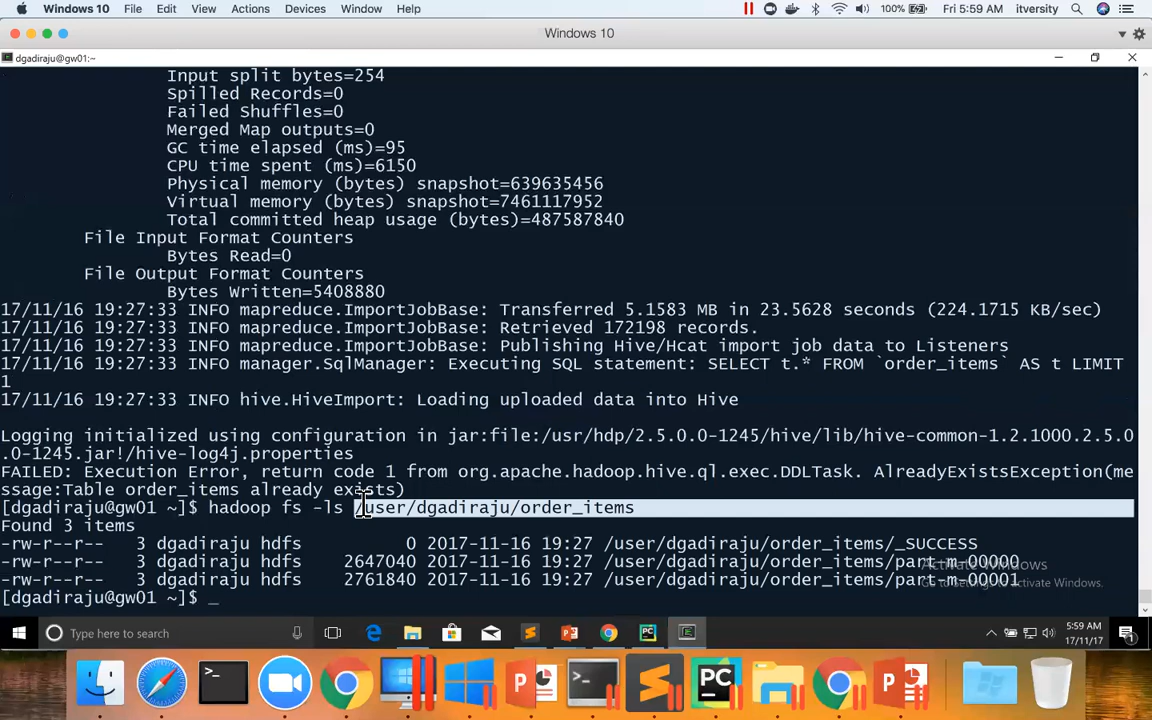 Windows 10 File Edit View Actions Devices Window Help 100% Fri 5:59 AM itversity
Windows 10
dgadiraju@gw01:~
Input split bytes=254
Spilled Records=0
Failed Shuffles=0
Merged Map outputs=0
GC time elapsed (ms)=95
CPU time spent (ms)=6150
Physical memory (bytes) snapshot=639635456
Virtual memory (bytes) snapshot=7461117952
Total committed heap usage (bytes)=487587840
File Input Format Counters
Bytes Read=0
File Output Format Counters
Bytes Written=5408880
17/11/16 19:27:33 INFO mapreduce.ImportJobBase: Transferred 5.1583 MB in 23.5628 seconds (224.1715 KB/sec)
17/11/16 19:27:33 INFO mapreduce.ImportJobBase: Retrieved 172198 records.
17/11/16 19:27:33 INFO mapreduce.ImportJobBase: Publishing Hive/Hcat import job data to Listeners
17/11/16 19:27:33 INFO manager.SqlManager: Executing SQL statement: SELECT t.* FROM `order_items` AS t LIMIT
1
17/11/16 19:27:33 INFO hive.HiveImport: Loading uploaded data into Hive
Logging initialized using configuration in jar:file:/usr/hdp/2.5.0.0-1245/hive/lib/hive-common-1.2.1000.2.5.0
.0-1245.jar!/hive-log4j.properties
FAILED: Execution Error, return code 1 from org.apache.hadoop.hive.ql.exec.DDLTask. AlreadyExistsException(me
ssage:Table order_items already exists)
[dgadiraju@gw01 ~]$ hadoop fs -ls /user/dgadiraju/order_items
Found 3 items
-rw-r--r-- 3 dgadiraju hdfs 0 2017-11-16 19:27 /user/dgadiraju/order_items/_SUCCESS
-rw-r--r-- 3 dgadiraju hdfs 2647040 2017-11-16 19:27 /user/dgadiraju/order_items/part-m-00000
-rw-r--r-- 3 dgadiraju hdfs 2761840 2017-11-16 19:27 /user/dgadiraju/order_items/part-m-00001
[dgadiraju@gw01 ~]$ _
Activate Windows
Go to Settings to activate Windows.
Type here to search
5:59 AM
17/11/17
1
P
PC
P